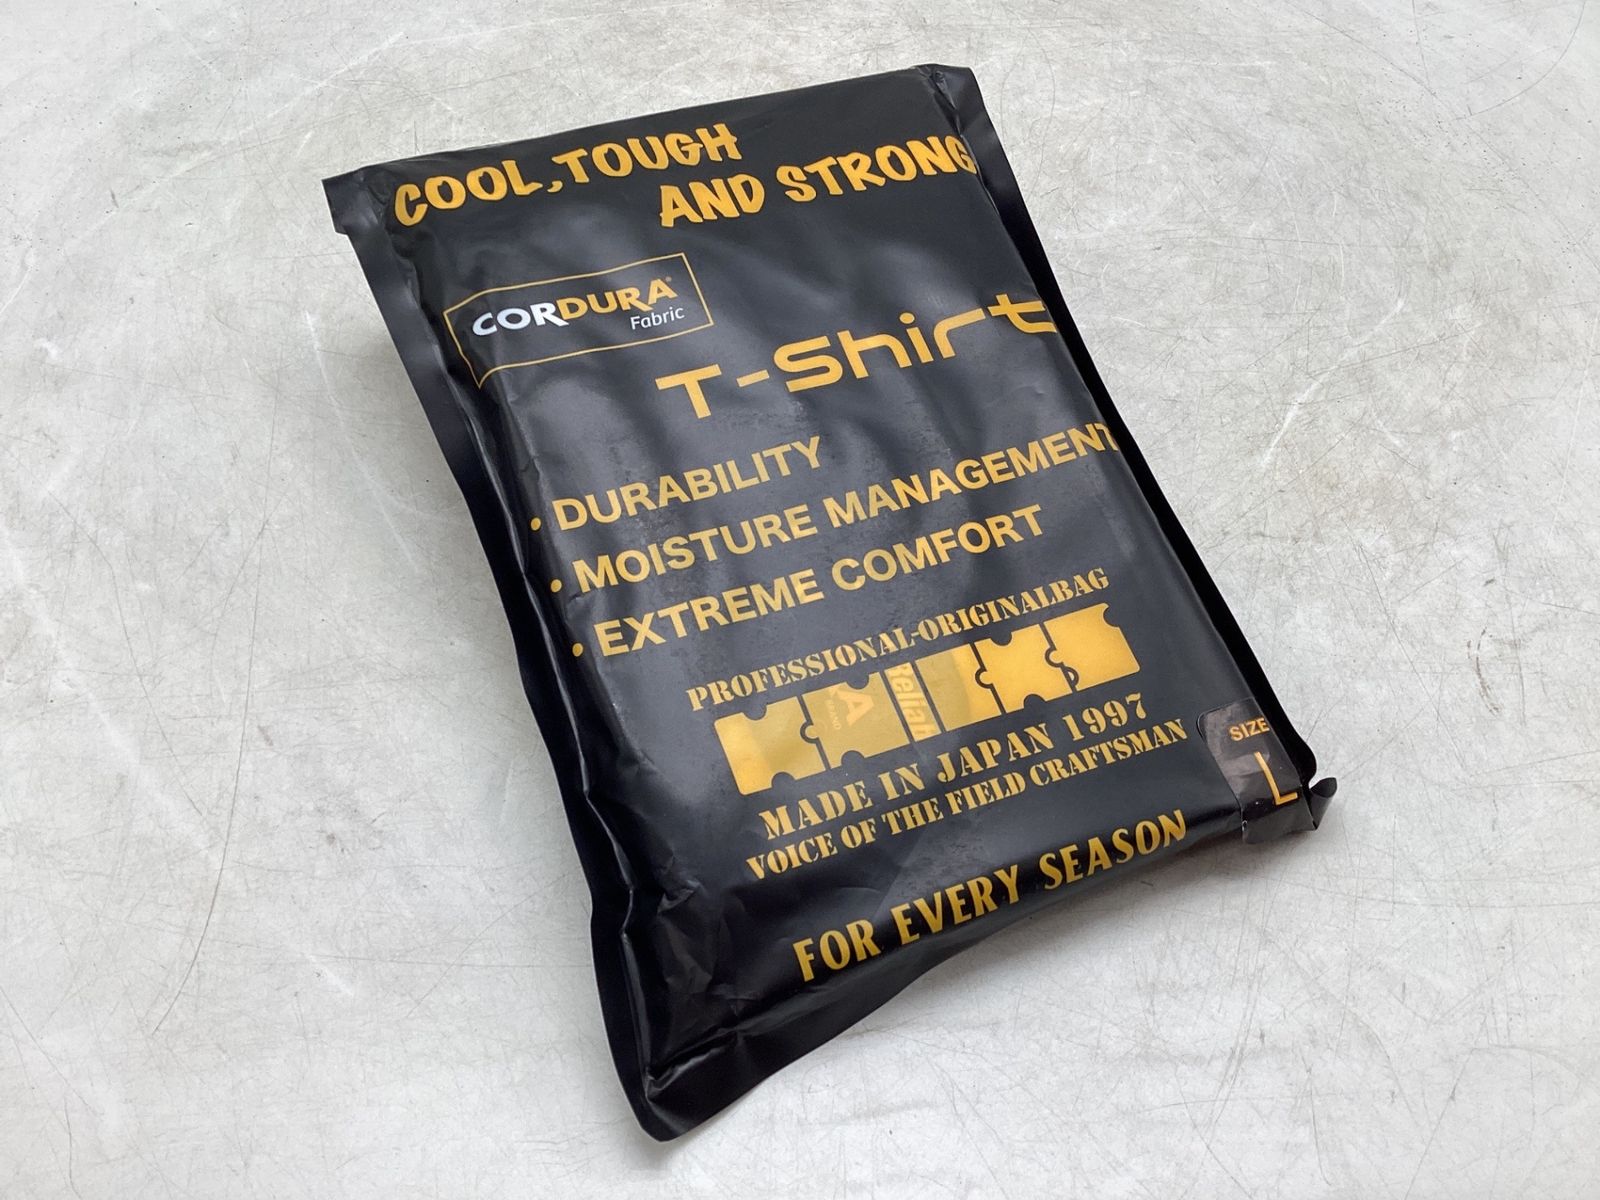 COOL,TOUGH
AND STRONG
CORDURA®
Fabric
T-Shirt
• DURABILITY
• MOISTURE MANAGEMENT
• EXTREME COMFORT
PROFESSIONAL-ORIGINALBAG
A
BRAND
MADE IN JAPAN 1997
VOICE OF THE FIELD CRAFTSMAN
SIZE
L
FOR EVERY SEASON